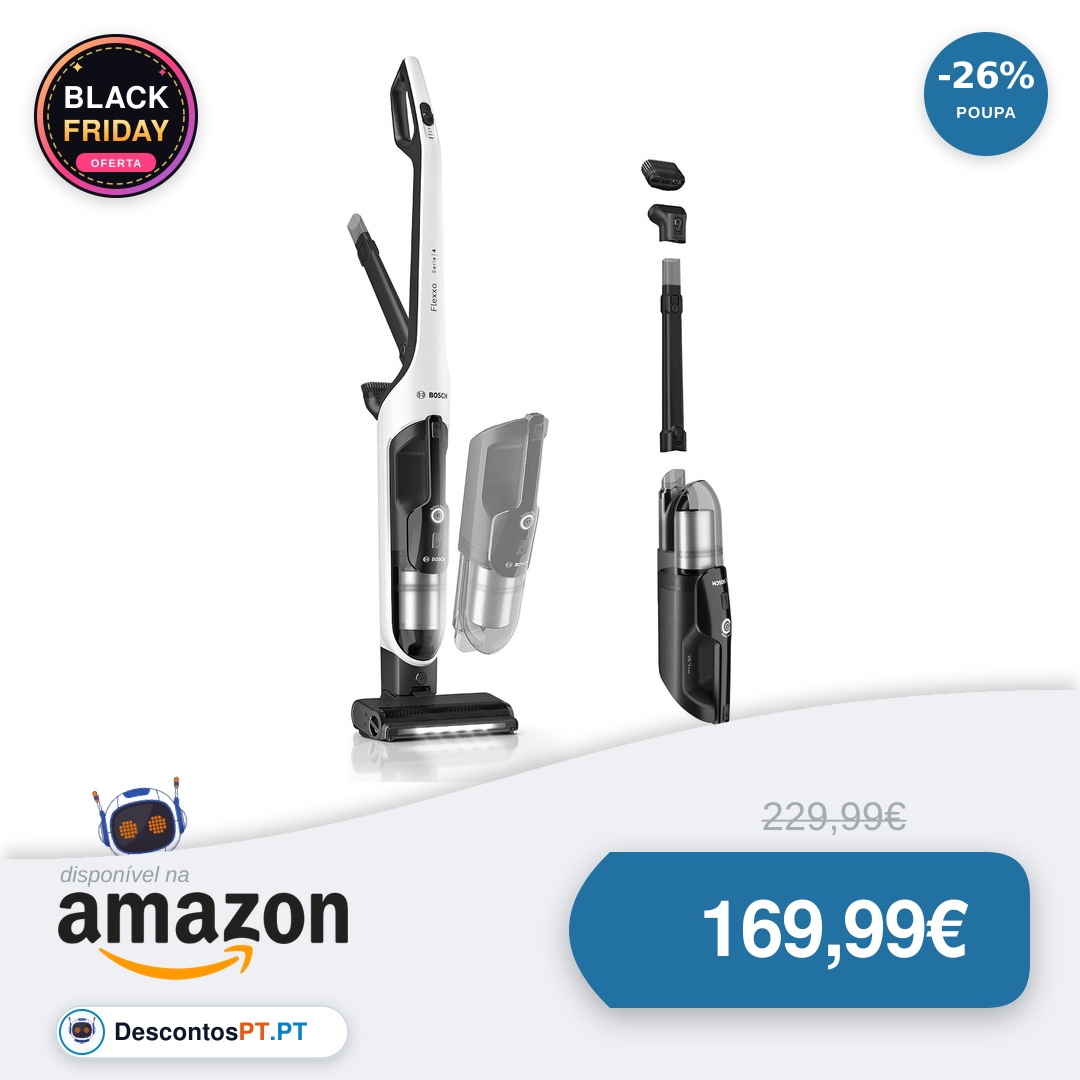 BLACK
FRIDAY
OFERTA
-26%
POUPA
Flexxo Serie | 4
BOSCH
BOSCH
BOSCH
229,99€
disponível na
amazon
169,99€
DescontosPT.PT